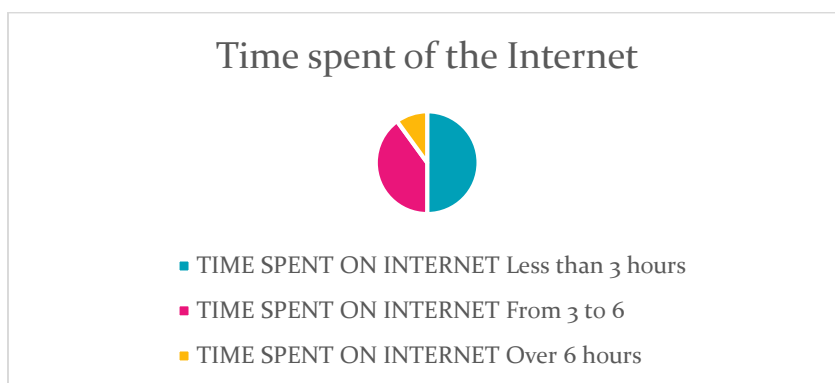 Time spent of the Internet
TIME SPENT ON INTERNET Less than 3 hours
TIME SPENT ON INTERNET From 3 to 6
TIME SPENT ON INTERNET Over 6 hours